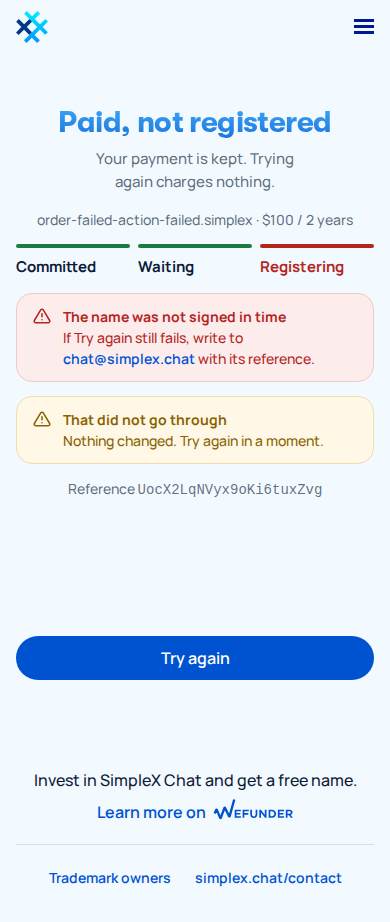 Paid, not registered
Your payment is kept. Trying
again charges nothing.
order-failed-action-failed.simplex · $100 / 2 years
Committed
Waiting
Registering
The name was not signed in time
If Try again still fails, write to
chat@simplex.chat with its reference.
That did not go through
Nothing changed. Try again in a moment.
Reference UocX2LqNVyx9oKi6tuxZvg
Try again
Invest in SimpleX Chat and get a free name.
Learn more on WEFUNDER
Trademark owners
simplex.chat/contact